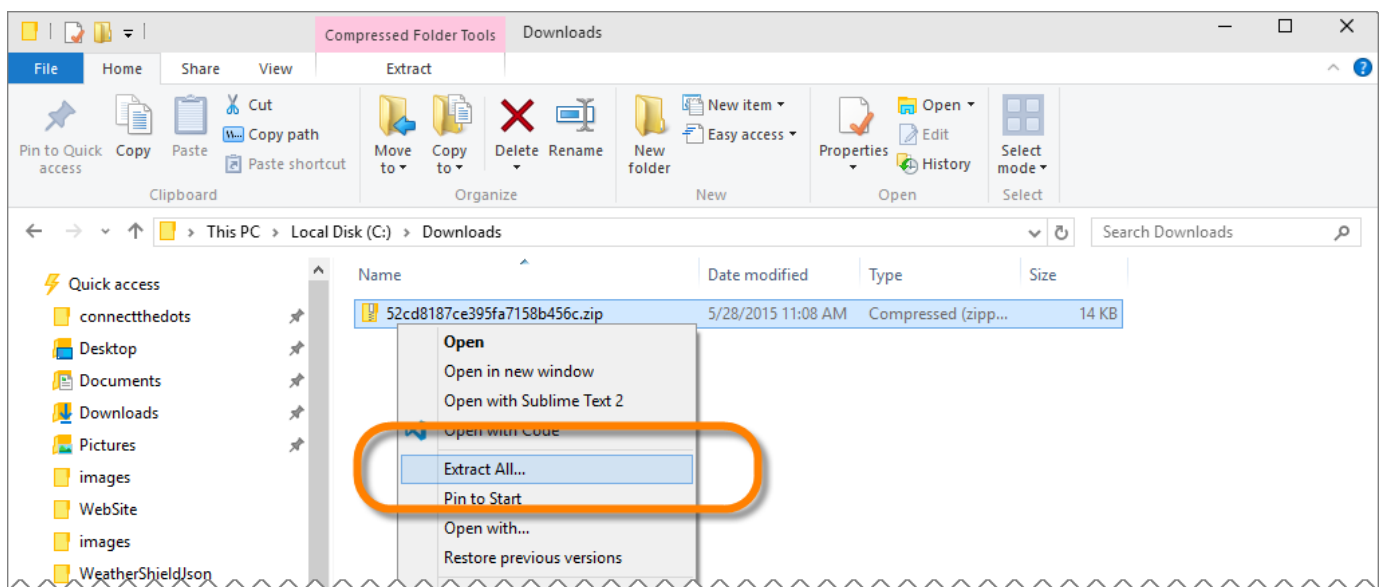 Compressed Folder Tools Downloads
File Home Share View Extract
Pin to Quick access
Copy
Paste
Cut
Copy path
Paste shortcut
Clipboard
Move to
Copy to
Delete
Rename
Organize
New folder
New item
Easy access
New
Properties
Open
Edit
History
Open
Select mode
Select
This PC > Local Disk (C:) > Downloads
Search Downloads
Name Date modified Type Size
52cd8187ce395fa7158b456c.zip 5/28/2015 11:08 AM Compressed (zipp... 14 KB
Quick access
connectthedots
Desktop
Documents
Downloads
Pictures
images
WebSite
images
WeatherShieldJson
Open
Open in new window
Open with Sublime Text 2
Open with Code
Extract All...
Pin to Start
Open with...
Restore previous versions